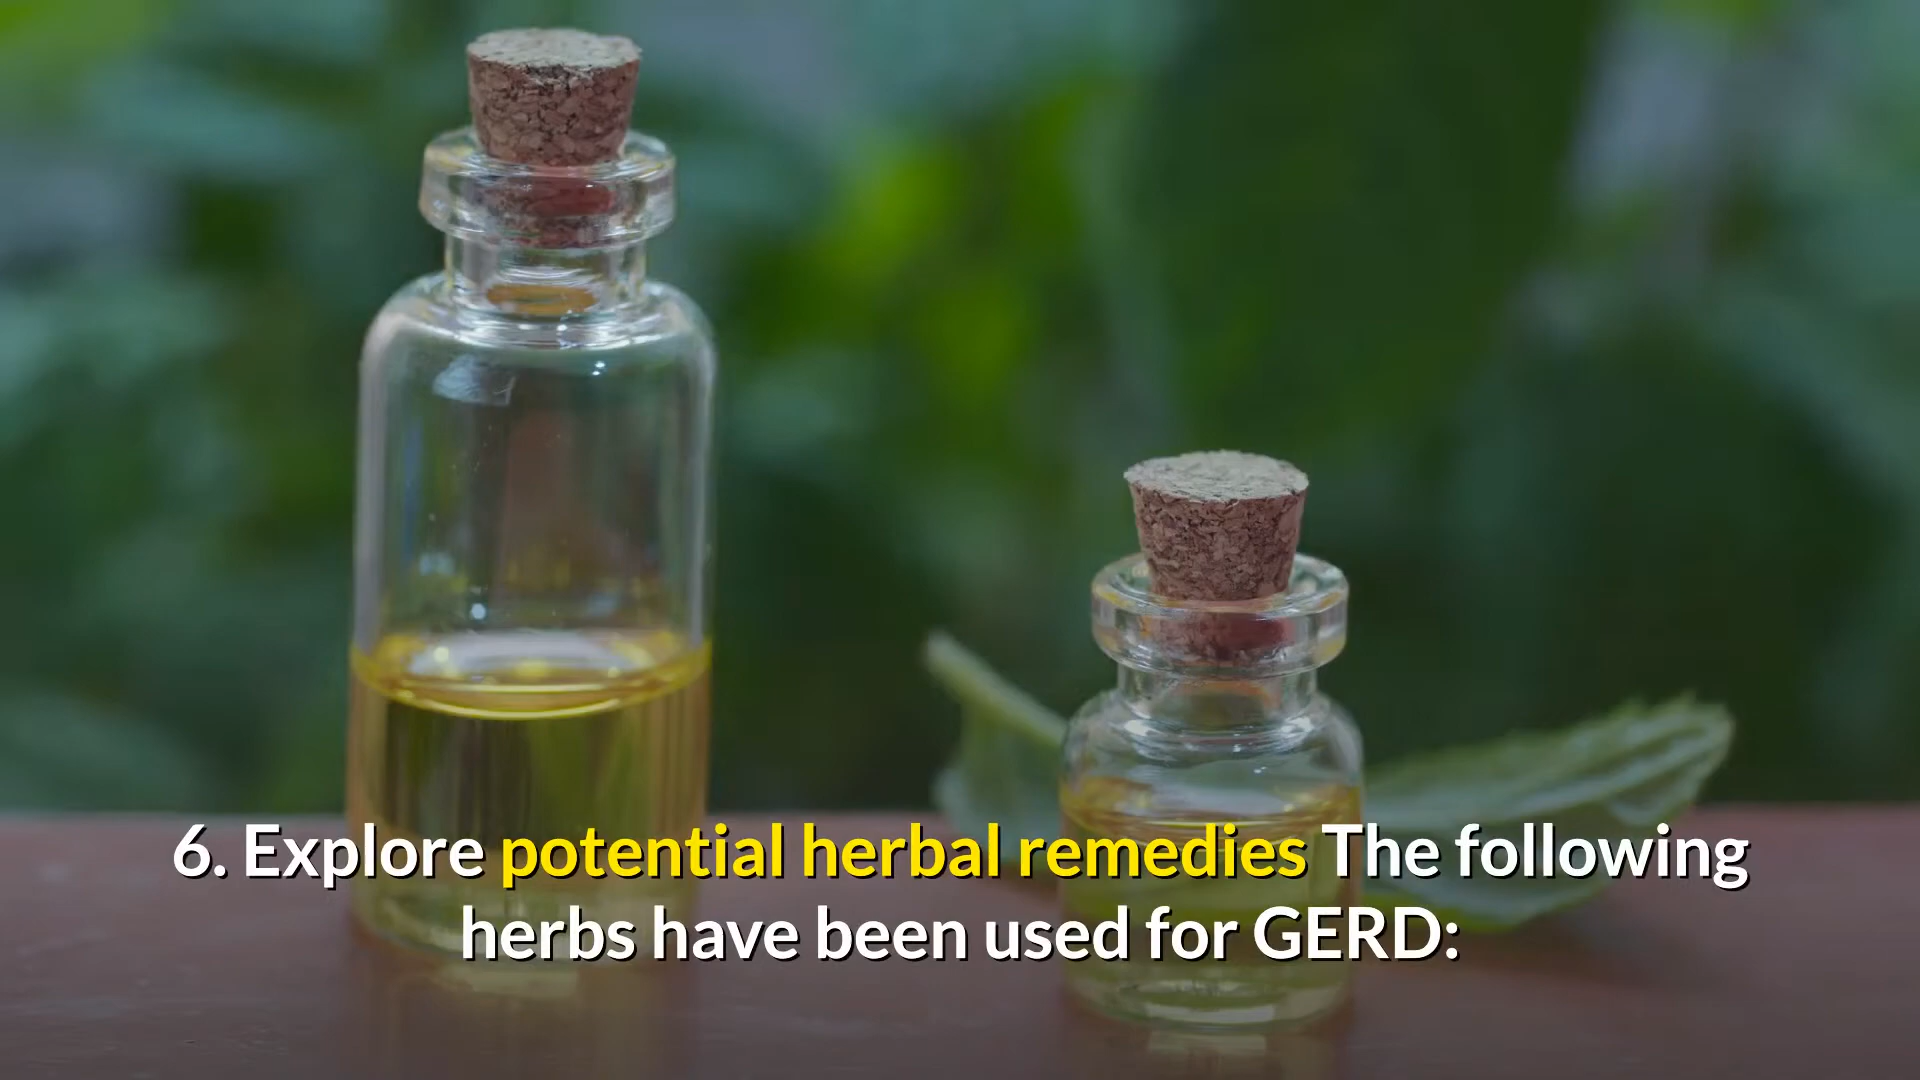 6. Explore potential herbal remedies The following
herbs have been used for GERD: